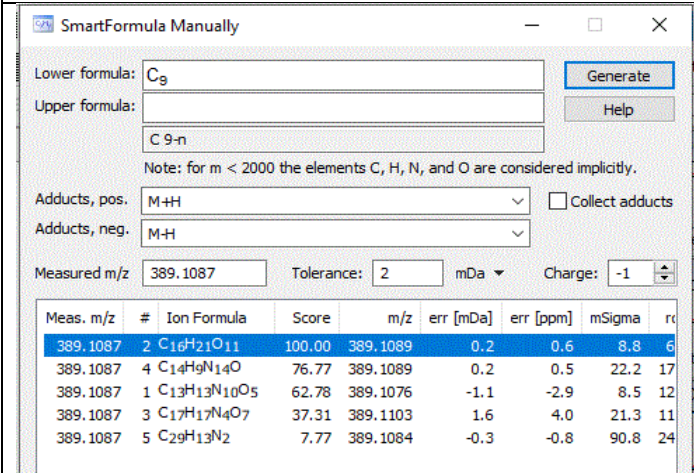 SmartFormula Manually
Lower formula: C₉ Generate
Upper formula: Help
C 9-n
Note: for m < 2000 the elements C, H, N, and O are considered implicitly.
Adducts, pos. M+H Collect adducts
Adducts, neg. M-H
Measured m/z 389.1087 Tolerance: 2 mDa Charge: -1
Meas. m/z # Ion Formula Score m/z err [mDa] err [ppm] mSigma
389.1087 2 C₁₆H₂₁O₁₁ 100.00 389.1089 0.2 0.6 8.8 6
389.1087 4 C₁₄H₉N₁₄O 76.77 389.1089 0.2 0.5 22.2 17
389.1087 1 C₁₃H₁₃N₁₀O₅ 62.78 389.1076 -1.1 -2.9 8.5 12
389.1087 3 C₁₇H₁₇N₄O₇ 37.31 389.1103 1.6 4.0 21.3 11
389.1087 5 C₂₉H₁₃N₂ 7.77 389.1084 -0.3 -0.8 90.8 24